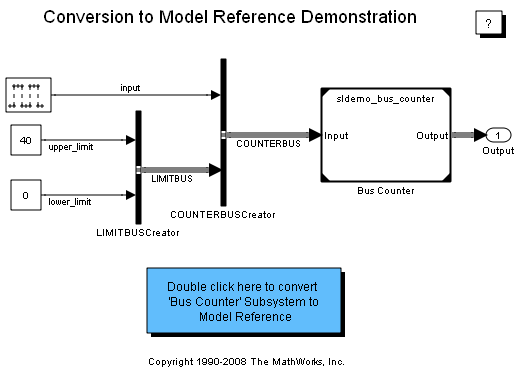 Conversion to Model Reference Demonstration
?
input
sldemo_bus_counter
40
upper_limit
Input
Output
1
COUNTERBUS
Output
LIMITBUS
Bus Counter
0
lower_limit
COUNTERBUSCreator
LIMITBUSCreator
Double click here to convert
'Bus Counter' Subsystem to
Model Reference
Copyright 1990-2008 The MathWorks, Inc.